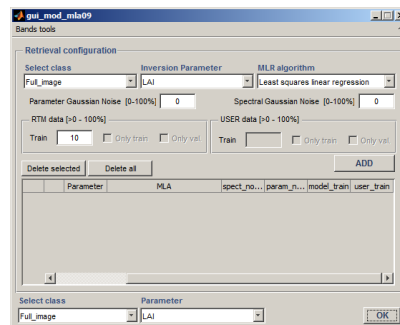 gui_mod_mla09
Bands tools
Retrieval configuration
Select class Inversion Parameter MLR algorithm
Full_image LAI Least squares linear regression
Parameter Gaussian Noise [0-100%] 0 Spectral Gaussian Noise [0-100%] 0
RTM data [>0 - 100%] USER data [>0 - 100%]
Train 10 Only train Only val. Train Only train Only val.
Delete selected Delete all ADD
Parameter MLA spect_no... param_n... model_train user_train
Select class Parameter
Full_image LAI OK